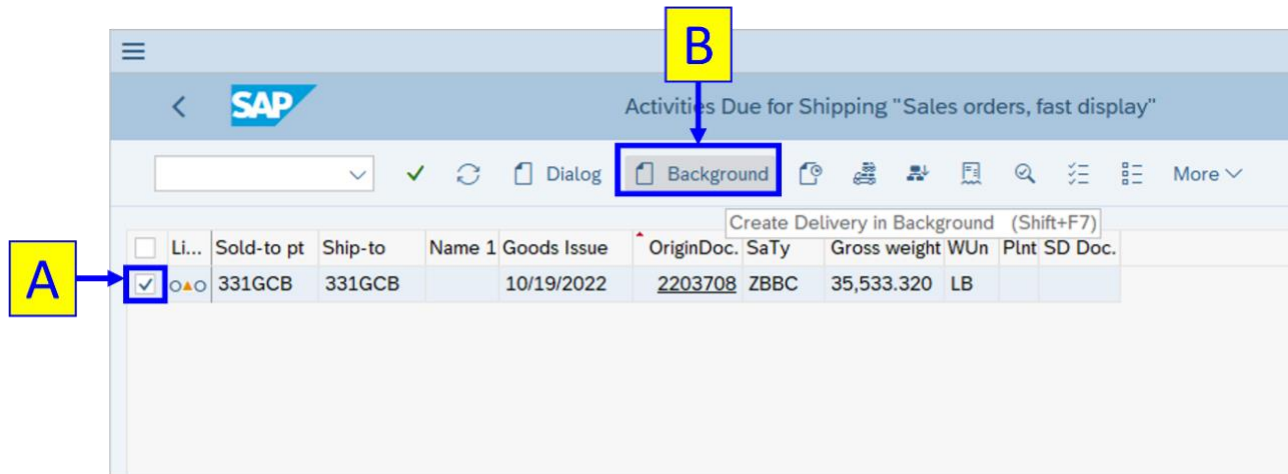 B
SAP
Activities Due for Shipping "Sales orders, fast display"
Dialog Background More
Create Delivery in Background (Shift+F7)
Li... Sold-to pt Ship-to Name 1 Goods Issue OriginDoc. SaTy Gross weight WUn Plnt SD Doc.
A
331GCB 331GCB 10/19/2022 2203708 ZBBC 35,533.320 LB